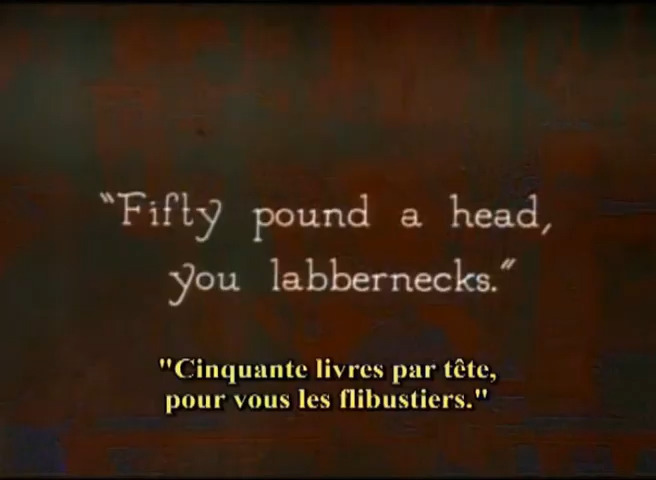 "Fifty pound a head,
you labbernecks."
"Cinquante livres par tête,
pour vous les flibustiers."